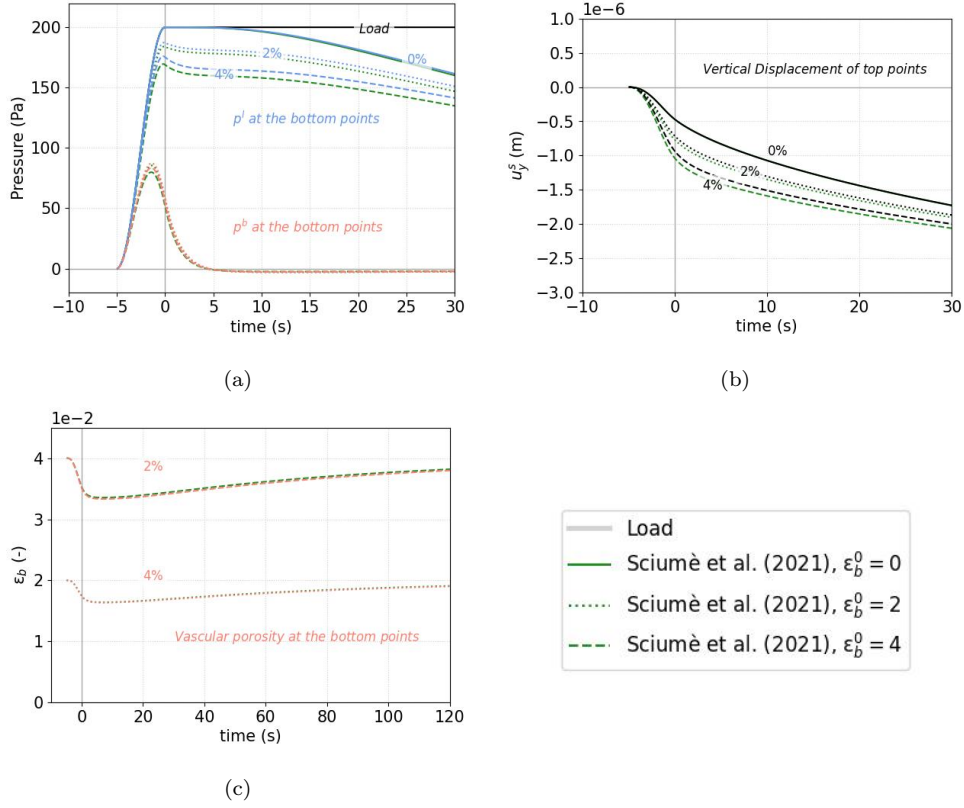 200
150
100
50
0
Pressure (Pa)
−10 −5 0 5 10 15 20 25 30
time (s)
Load
2%
0%
4%
p^l at the bottom points
p^b at the bottom points
(a)
1e−6
1.0
0.5
0.0
−0.5
−1.0
−1.5
−2.0
−2.5
−3.0
u_y^s (m)
Vertical Displacement of top points
0%
2%
4%
−10 0 10 20 30
time (s)
(b)
1e−2
4
3
2
1
0
ε_b (-)
2%
4%
Vascular porosity at the bottom points
0 20 40 60 80 100 120
time (s)
(c)
Load
Sciumè et al. (2021), ε_b^0 = 0
Sciumè et al. (2021), ε_b^0 = 2
Sciumè et al. (2021), ε_b^0 = 4